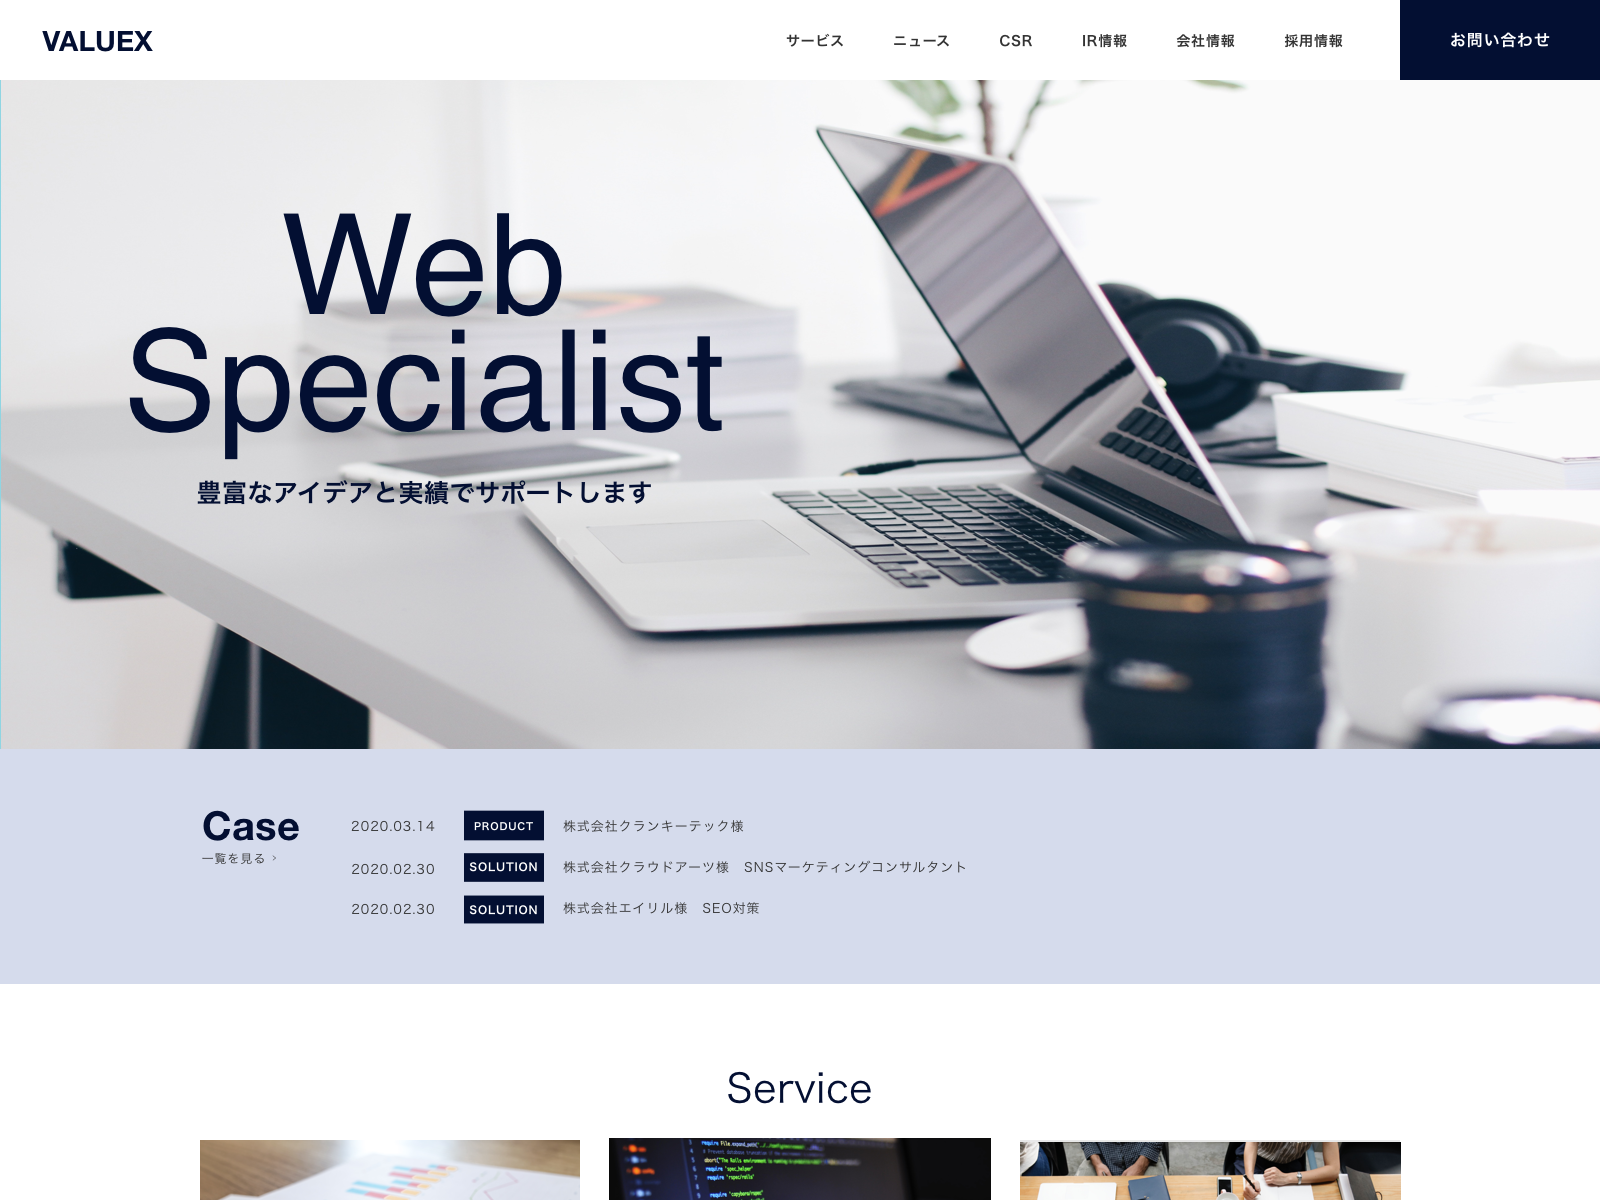 VALUEX
サービス
ニュース
CSR
IR情報
会社情報
採用情報
お問い合わせ
Web
Specialist
豊富なアイデアと実績でサポートします
Case
一覧を見る >
2020.03.14 PRODUCT 株式会社クランキーテック様
2020.02.30 SOLUTION 株式会社クラウドアーツ様　SNSマーケティングコンサルタント
2020.02.30 SOLUTION 株式会社エイリル様　SEO対策
Service
require 'spec_helper'
require 'rspec/rails'